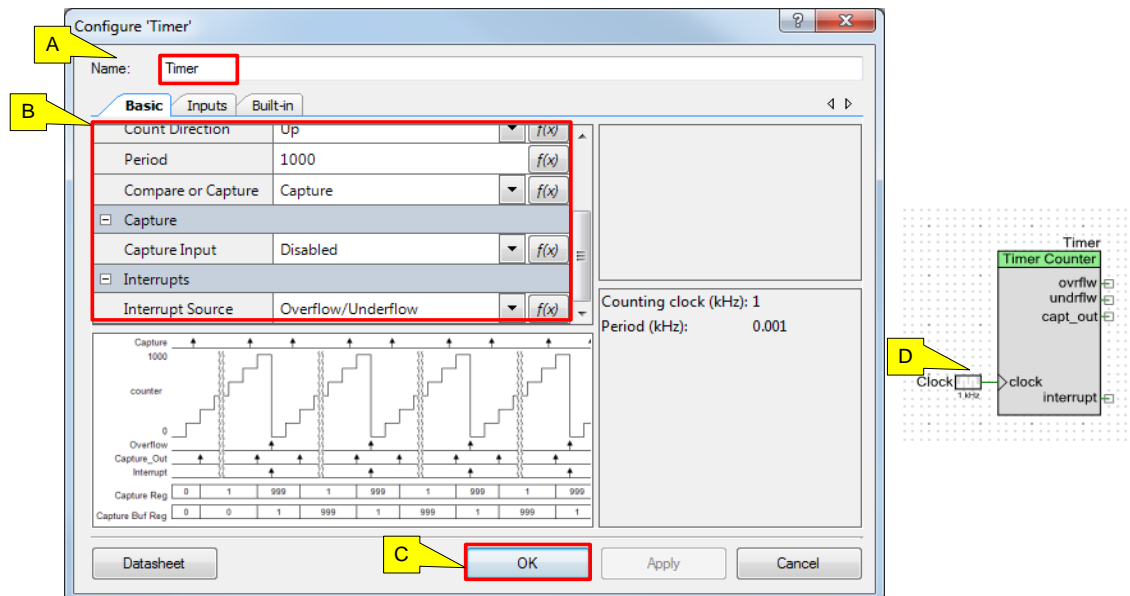 Configure 'Timer'
?
X
A
Name: Timer
B
Basic Inputs Built-in
Count Direction Up f(x)
Period 1000 f(x)
Compare or Capture Capture f(x)
Capture
Capture Input Disabled f(x)
Interrupts
Interrupt Source Overflow/Underflow f(x)
Counting clock (kHz): 1
Period (kHz): 0.001
Capture
1000
counter
0
Overflow
Capture_Out
Interrupt
Capture Reg 0 1 999 1 999 1 999 1 999
Capture Buf Reg 0 0 1 999 1 999 1 999 1
Datasheet
C
OK
Apply
Cancel
Timer
Timer Counter
ovrflw
undrflw
capt_out
D
Clock
1 kHz
clock
interrupt